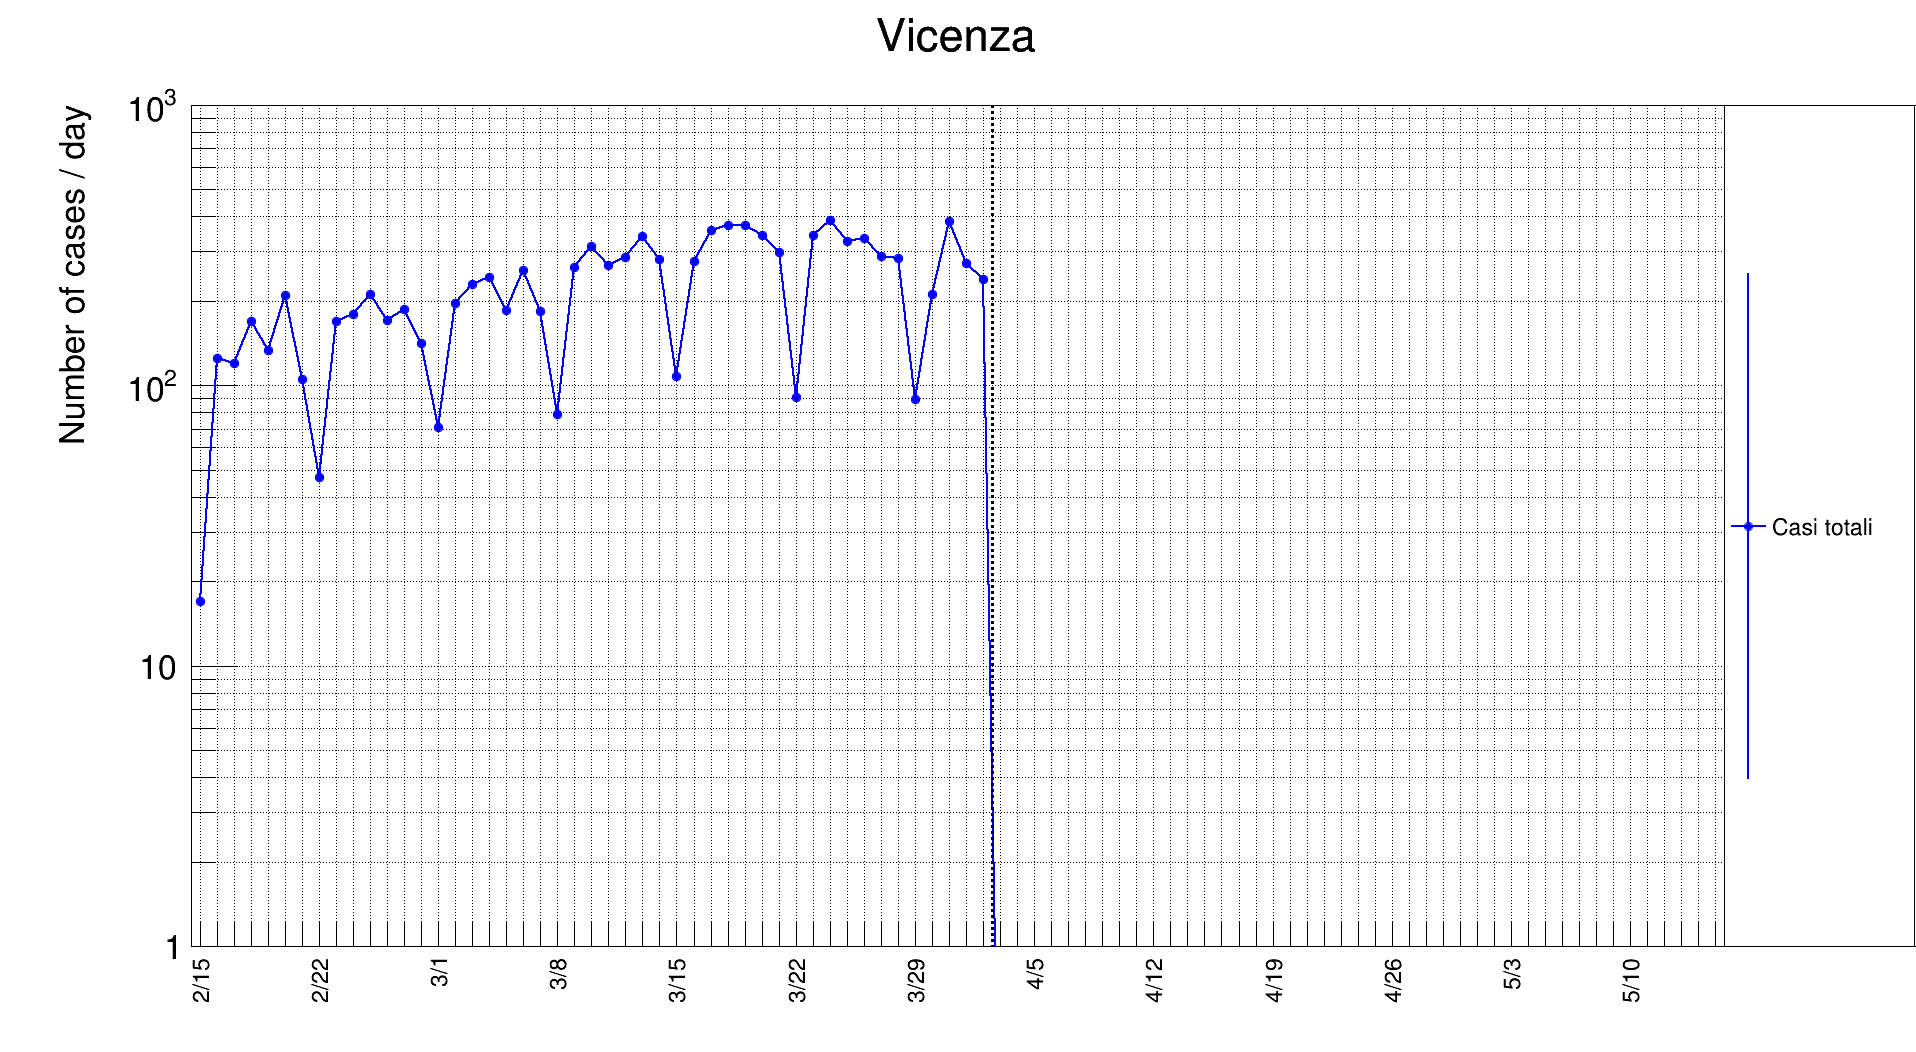 Vicenza
Number of cases / day
10³
10²
10
1
2/15 2/22 3/1 3/8 3/15 3/22 3/29 4/5 4/12 4/19 4/26 5/3 5/10
Casi totali